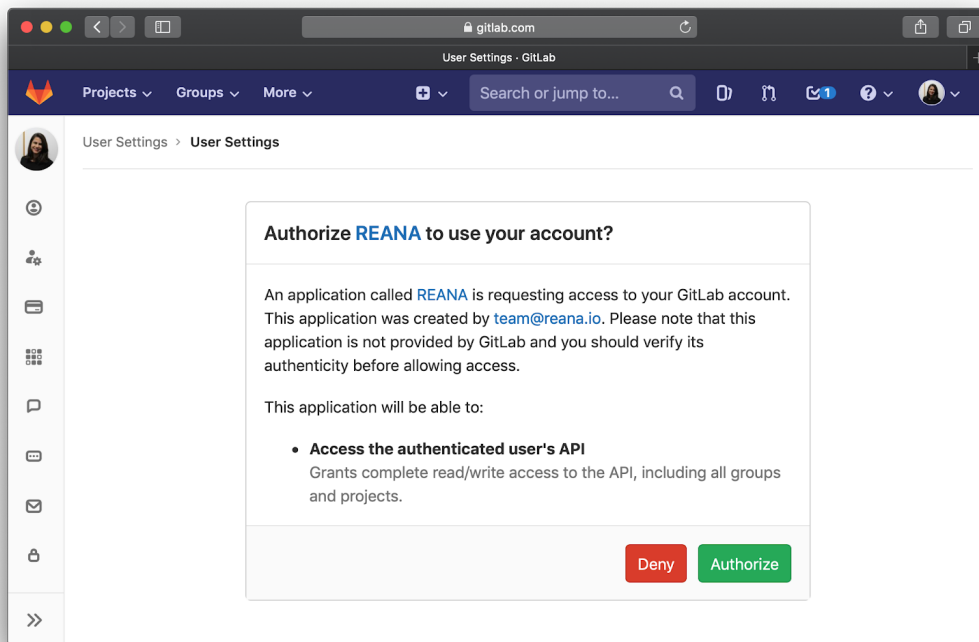 gitlab.com
User Settings · GitLab
Projects Groups More Search or jump to... 1
User Settings > User Settings
Authorize REANA to use your account?
An application called REANA is requesting access to your GitLab account.
This application was created by team@reana.io. Please note that this
application is not provided by GitLab and you should verify its
authenticity before allowing access.
This application will be able to:
• Access the authenticated user's API
Grants complete read/write access to the API, including all groups
and projects.
Deny Authorize